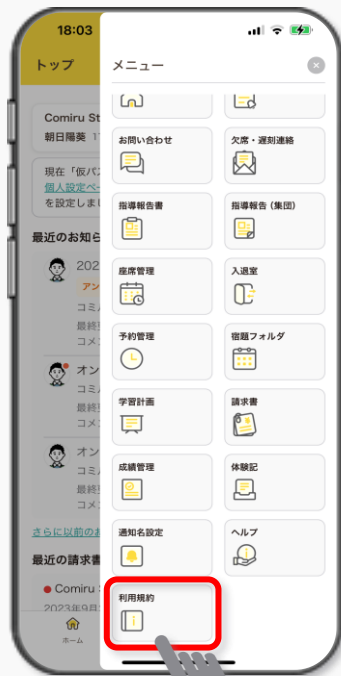 18:03
トップ
メニュー
Comiru St
朝日陽葵
現在「仮パ
個人設定ペー
を設定しまし
最近のお知ら
202
アン
コミ
最終
コメ
オン
コミ
最終更
コメ
オン
コミ
最終
コメ
さらに以前のお
最近の請求書
Comiru
2023年9月
ホーム
お問い合わせ
欠席・遅刻連絡
指導報告書
指導報告 (集団)
座席管理
入退室
予約管理
宿題フォルダ
学習計画
請求書
成績管理
体験記
通知名設定
ヘルプ
利用規約